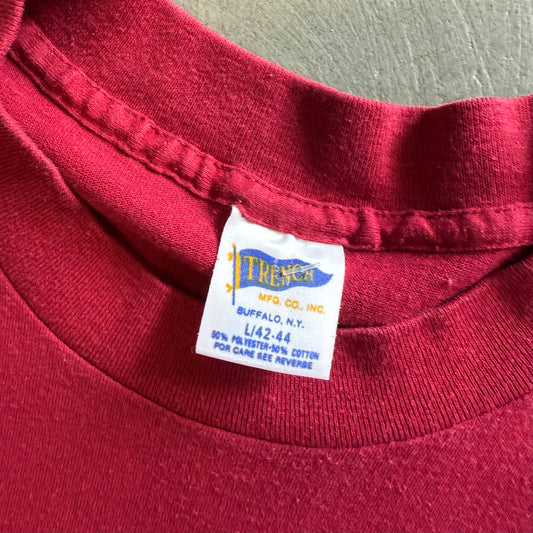 TRENCH
MFG. CO., INC.
BUFFALO, N.Y.
L/42-44
50% POLYESTER-50% COTTON
FOR CARE SEE REVERSE